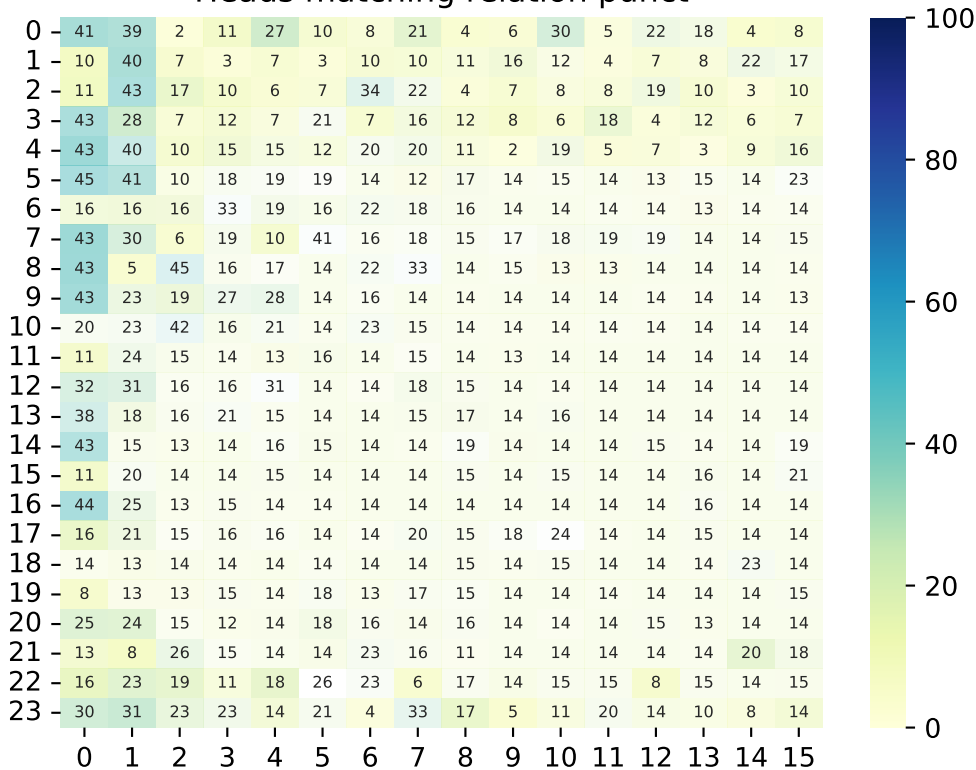 Heads matching relation punct
0 41 39 2 11 27 10 8 21 4 6 30 5 22 18 4 8
1 10 40 7 3 7 3 10 10 11 16 12 4 7 8 22 17
2 11 43 17 10 6 7 34 22 4 7 8 8 19 10 3 10
3 43 28 7 12 7 21 7 16 12 8 6 18 4 12 6 7
4 43 40 10 15 15 12 20 20 11 2 19 5 7 3 9 16
5 45 41 10 18 19 19 14 12 17 14 15 14 13 15 14 23
6 16 16 16 33 19 16 22 18 16 14 14 14 14 13 14 14
7 43 30 6 19 10 41 16 18 15 17 18 19 19 14 14 15
8 43 5 45 16 17 14 22 33 14 15 13 13 14 14 14 14
9 43 23 19 27 28 14 16 14 14 14 14 14 14 14 14 13
10 20 23 42 16 21 14 23 15 14 14 14 14 14 14 14 14
11 11 24 15 14 13 16 14 15 14 13 14 14 14 14 14 14
12 32 31 16 16 31 14 14 18 15 14 14 14 14 14 14 14
13 38 18 16 21 15 14 14 15 17 14 16 14 14 14 14 14
14 43 15 13 14 16 15 14 14 19 14 14 14 15 14 14 19
15 11 20 14 14 15 14 14 14 15 14 15 14 14 16 14 21
16 44 25 13 15 14 14 14 14 14 14 14 14 14 16 14 14
17 16 21 15 16 16 14 14 20 15 18 24 14 14 15 14 14
18 14 13 14 14 14 14 14 14 15 14 15 14 14 14 23 14
19 8 13 13 15 14 18 13 17 15 14 14 14 14 14 14 15
20 25 24 15 12 14 18 16 14 16 14 14 14 15 13 14 14
21 13 8 26 15 14 14 23 16 11 14 14 14 14 14 20 18
22 16 23 19 11 18 26 23 6 17 14 15 15 8 15 14 15
23 30 31 23 23 14 21 4 33 17 5 11 20 14 10 8 14
0 1 2 3 4 5 6 7 8 9 10 11 12 13 14 15
100
80
60
40
20
0